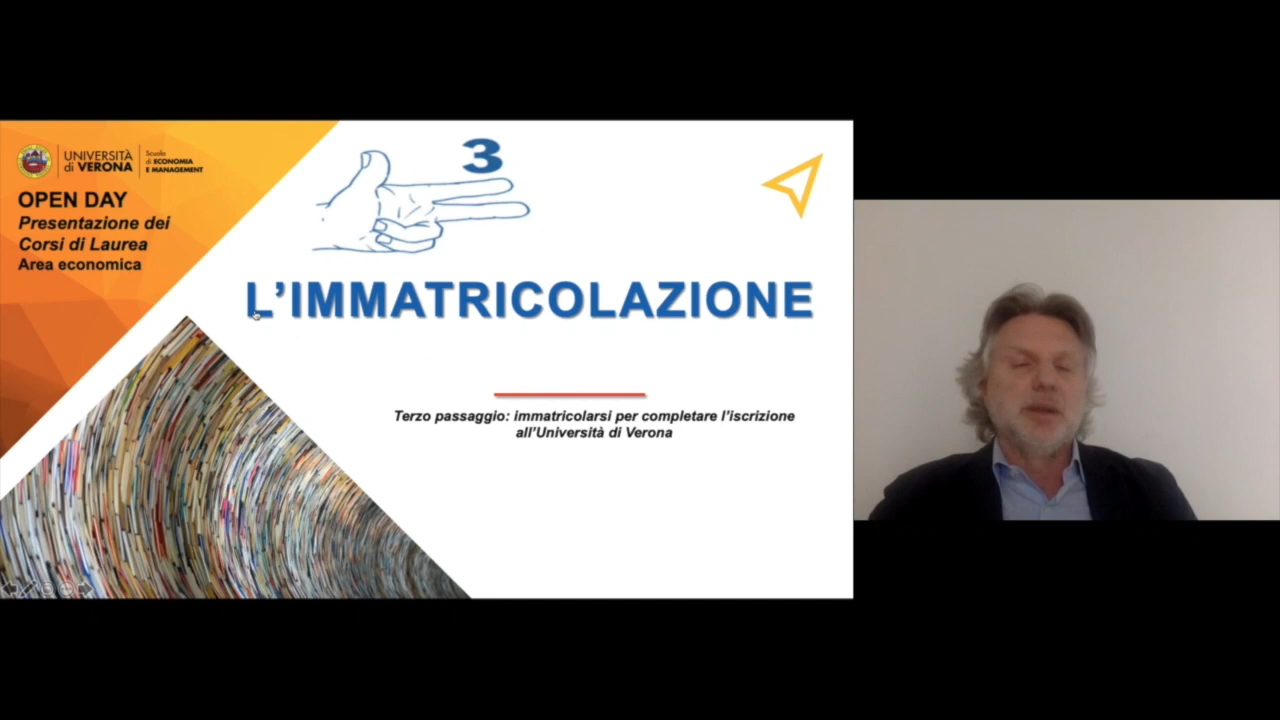 UNIVERSITÀ
di VERONA
Scuola
di ECONOMIA
E MANAGEMENT
OPEN DAY
Presentazione dei
Corsi di Laurea
Area economica
3
L'IMMATRICOLAZIONE
Terzo passaggio: immatricolarsi per completare l'iscrizione
all'Università di Verona